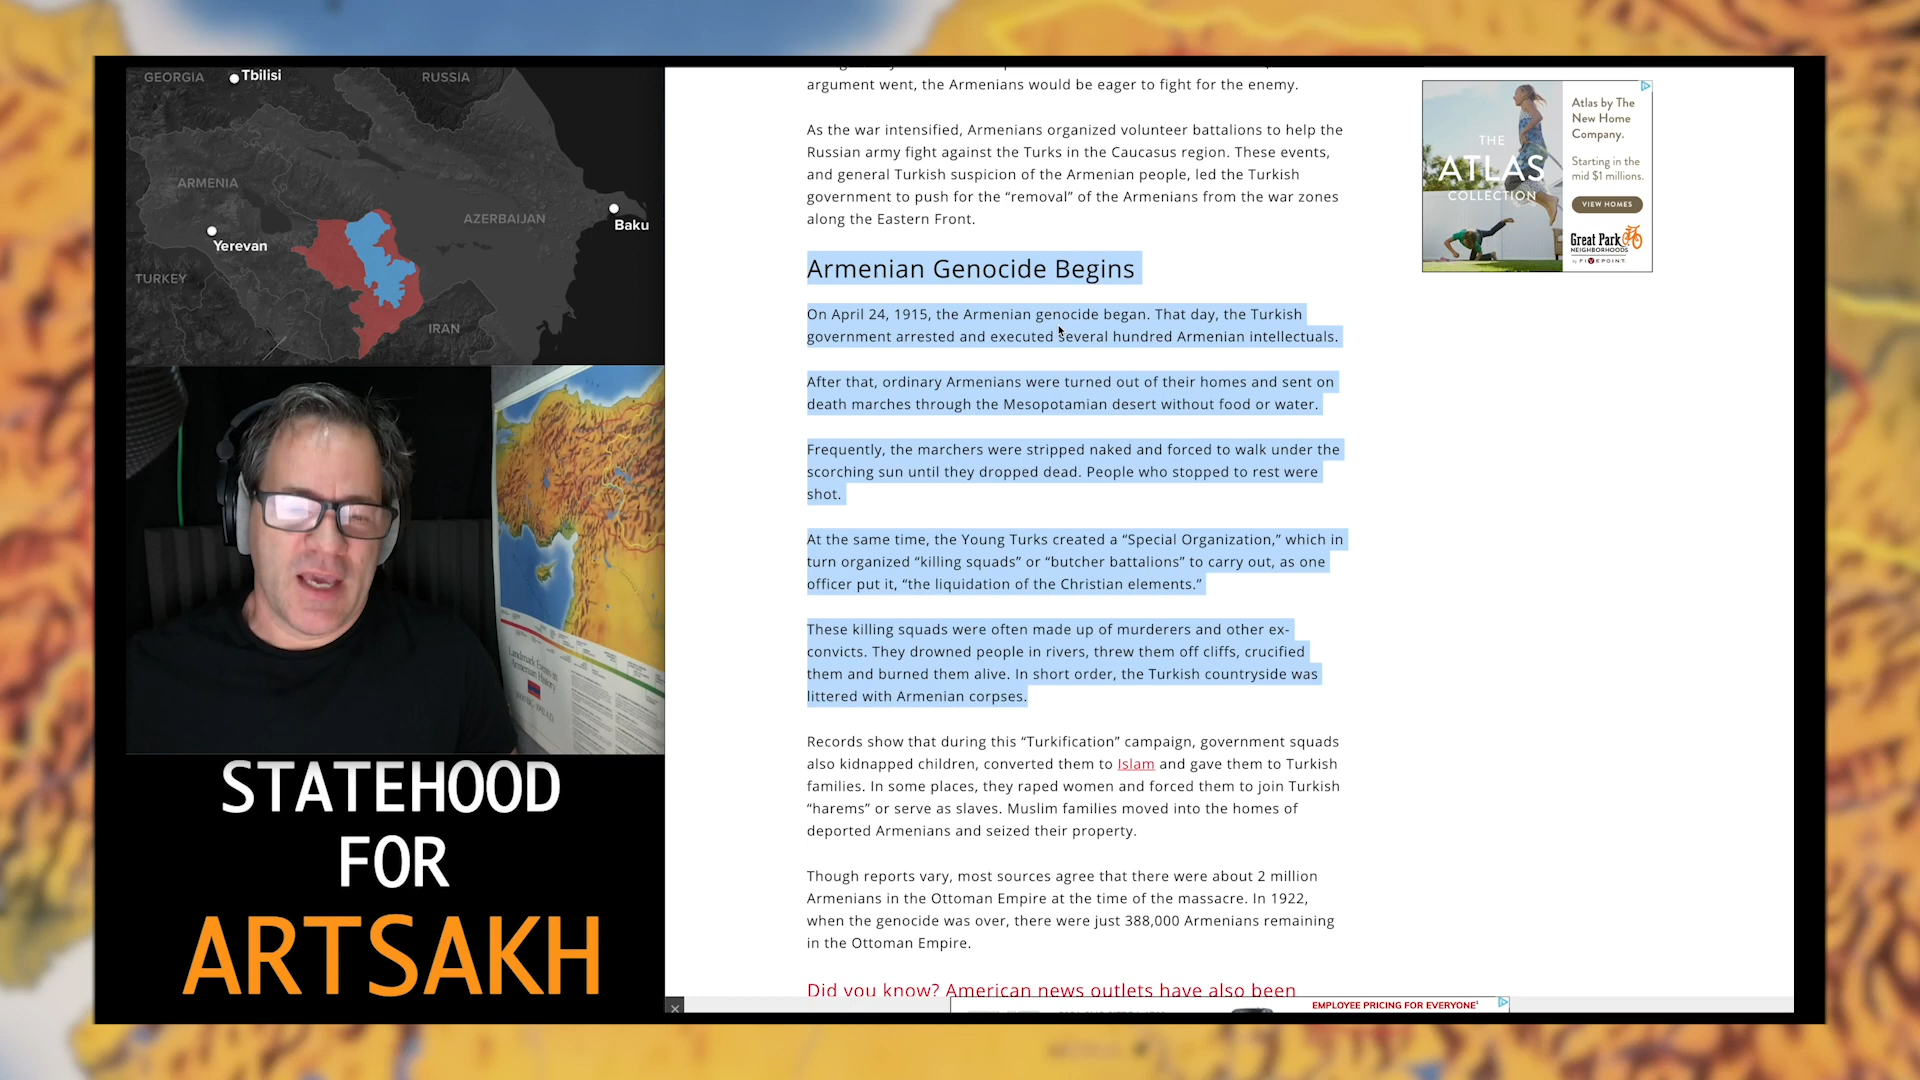 GEORGIA
Tbilisi
RUSSIA
ARMENIA
AZERBAIJAN
Baku
Yerevan
TURKEY
IRAN
Landmark Events in
Armenian History
STATEHOOD
FOR
ARTSAKH
argument went, the Armenians would be eager to fight for the enemy.
As the war intensified, Armenians organized volunteer battalions to help the
Russian army fight against the Turks in the Caucasus region. These events,
and general Turkish suspicion of the Armenian people, led the Turkish
government to push for the “removal” of the Armenians from the war zones
along the Eastern Front.
Armenian Genocide Begins
On April 24, 1915, the Armenian genocide began. That day, the Turkish
government arrested and executed several hundred Armenian intellectuals.
After that, ordinary Armenians were turned out of their homes and sent on
death marches through the Mesopotamian desert without food or water.
Frequently, the marchers were stripped naked and forced to walk under the
scorching sun until they dropped dead. People who stopped to rest were
shot.
At the same time, the Young Turks created a “Special Organization,” which in
turn organized “killing squads” or “butcher battalions” to carry out, as one
officer put it, “the liquidation of the Christian elements.”
These killing squads were often made up of murderers and other ex-
convicts. They drowned people in rivers, threw them off cliffs, crucified
them and burned them alive. In short order, the Turkish countryside was
littered with Armenian corpses.
Records show that during this “Turkification” campaign, government squads
also kidnapped children, converted them to Islam and gave them to Turkish
families. In some places, they raped women and forced them to join Turkish
“harems” or serve as slaves. Muslim families moved into the homes of
deported Armenians and seized their property.
Though reports vary, most sources agree that there were about 2 million
Armenians in the Ottoman Empire at the time of the massacre. In 1922,
when the genocide was over, there were just 388,000 Armenians remaining
in the Ottoman Empire.
Did you know? American news outlets have also been
THE
ATLAS
COLLECTION
Atlas by The
New Home
Company.
Starting in the
mid $1 millions.
VIEW HOMES
Great Park
NEIGHBORHOODS
by FIVEPOINT
EMPLOYEE PRICING FOR EVERYONE¹